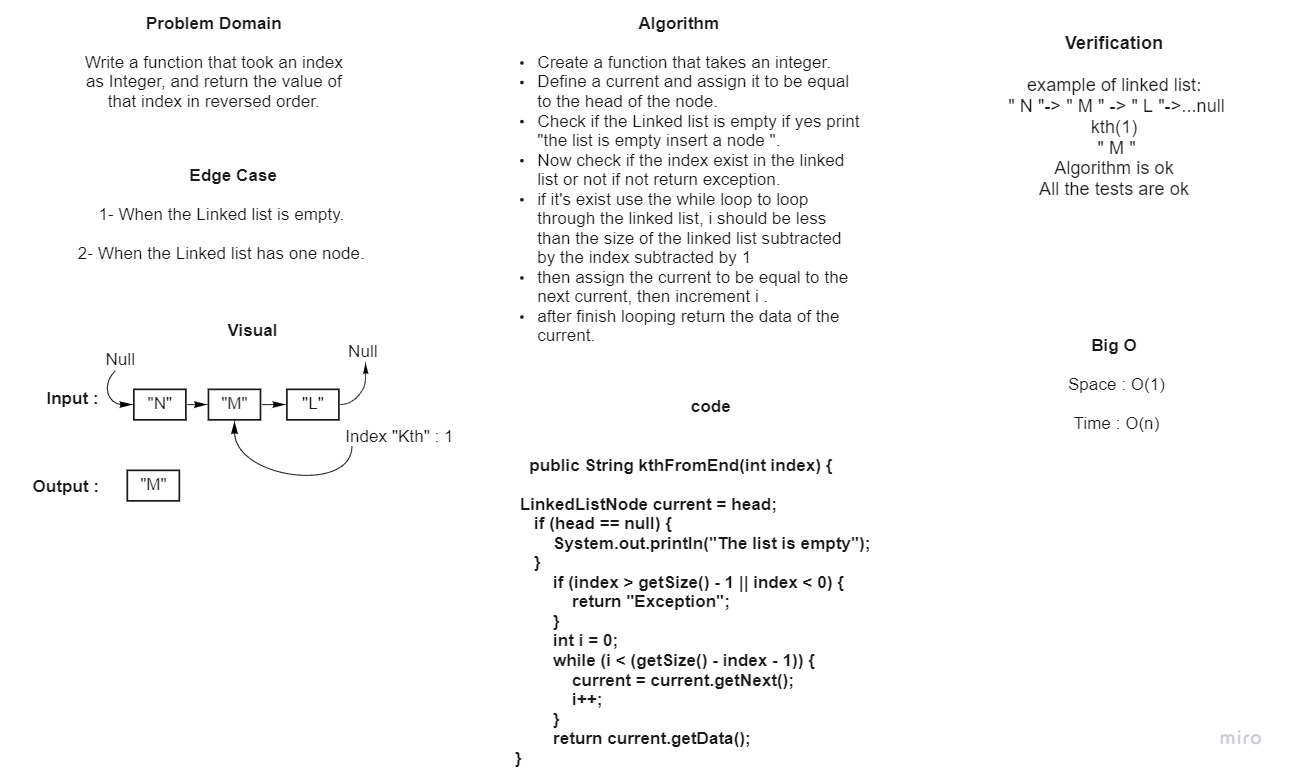 Problem Domain
Write a function that took an index
as Integer, and return the value of
that index in reversed order.
Edge Case
1- When the Linked list is empty.
2- When the Linked list has one node.
Visual
Null
Null
Input :
"N"
"M"
"L"
Index "Kth" : 1
Output :
"M"
Algorithm
• Create a function that takes an integer.
• Define a current and assign it to be equal
to the head of the node.
• Check if the Linked list is empty if yes print
"the list is empty insert a node ".
• Now check if the index exist in the linked
list or not if not return exception.
• if it's exist use the while loop to loop
through the linked list, i should be less
than the size of the linked list subtracted
by the index subtracted by 1
• then assign the current to be equal to the
next current, then increment i .
• after finish looping return the data of the
current.
code
public String kthFromEnd(int index) {
LinkedListNode current = head;
if (head == null) {
System.out.println("The list is empty");
}
if (index > getSize() - 1 || index < 0) {
return "Exception";
}
int i = 0;
while (i < (getSize() - index - 1)) {
current = current.getNext();
i++;
}
return current.getData();
}
Verification
example of linked list:
" N "-> " M " -> " L "->...null
kth(1)
" M "
Algorithm is ok
All the tests are ok
Big O
Space : O(1)
Time : O(n)
miro